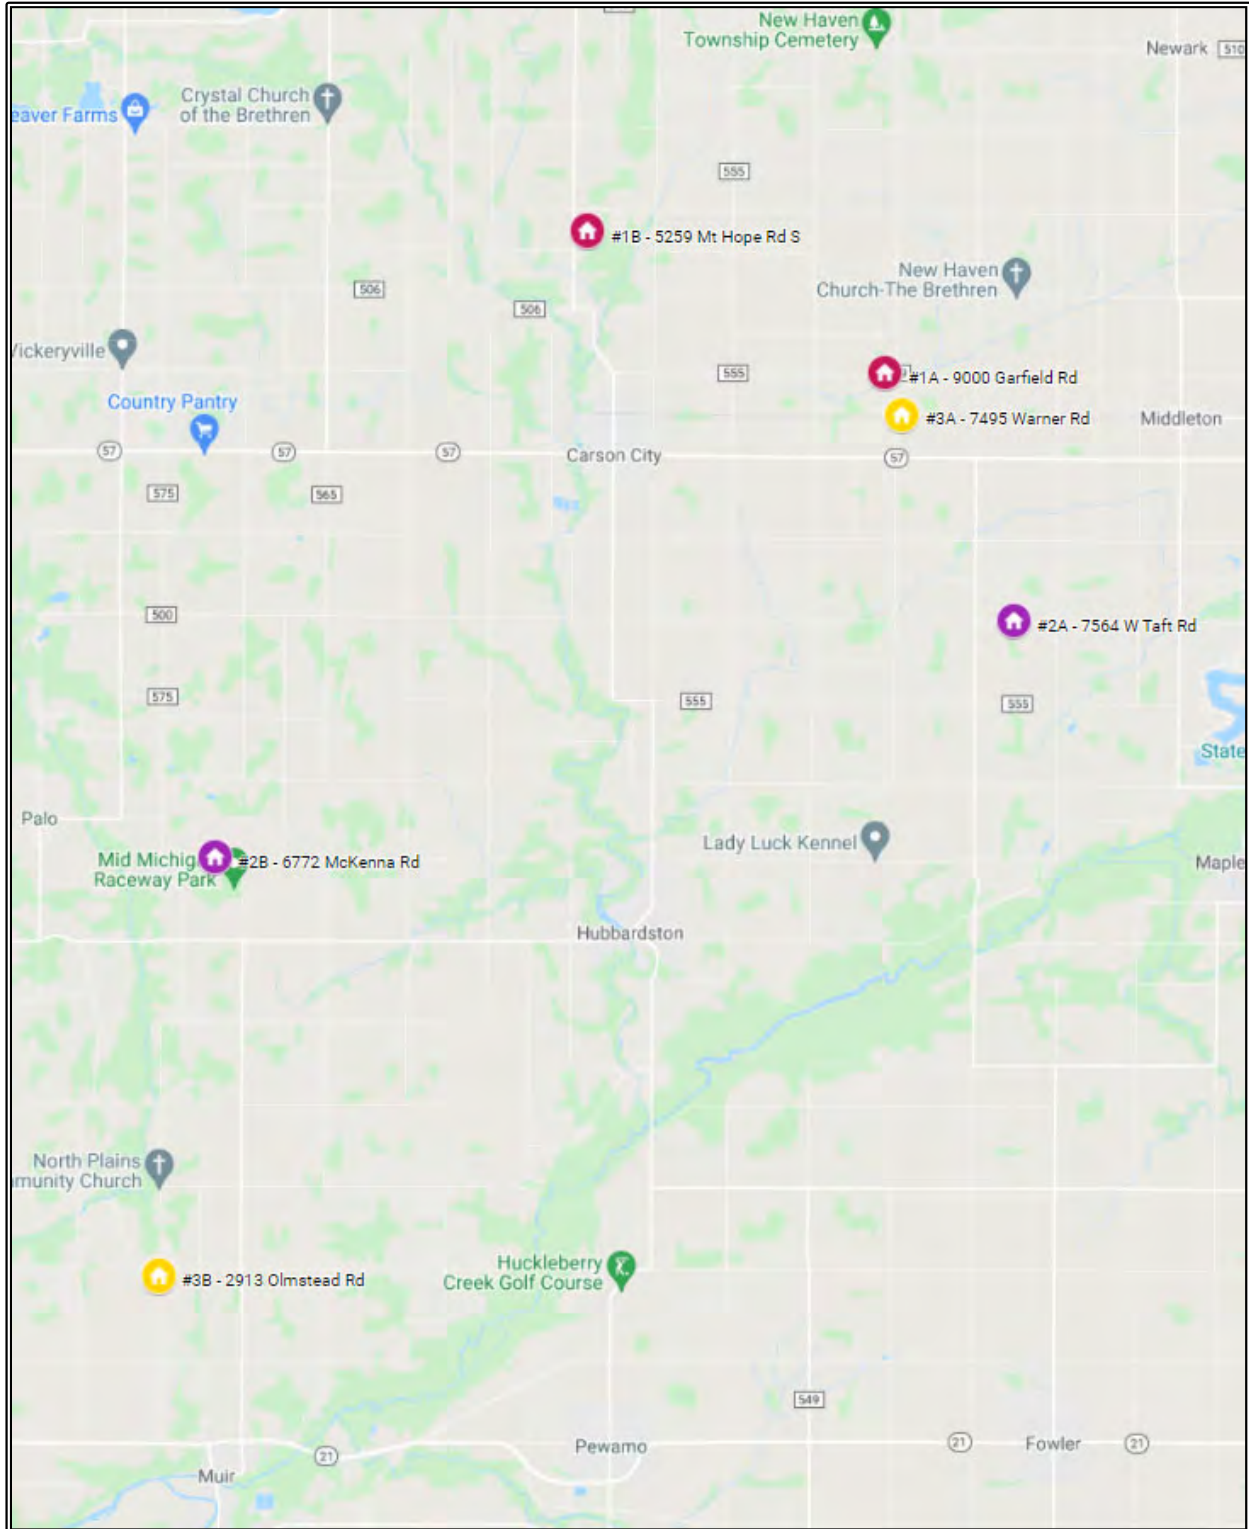 New Haven
Township Cemetery
Newark
510
Crystal Church
of the Brethren
eaver Farms
555
#1B - 5259 Mt Hope Rd S
New Haven
Church-The Brethren
506
506
Vickeryville
555
#1A - 9000 Garfield Rd
Country Pantry
#3A - 7495 Warner Rd
Middleton
57
57
57
Carson City
57
575
565
500
#2A - 7564 W Taft Rd
575
555
555
State
Palo
Lady Luck Kennel
Mid Michig
Raceway Park
#2B - 6772 McKenna Rd
Maple
Hubbardston
North Plains
munity Church
Huckleberry
Creek Golf Course
#3B - 2913 Olmstead Rd
549
Pewamo
21
Fowler
21
21
Muir